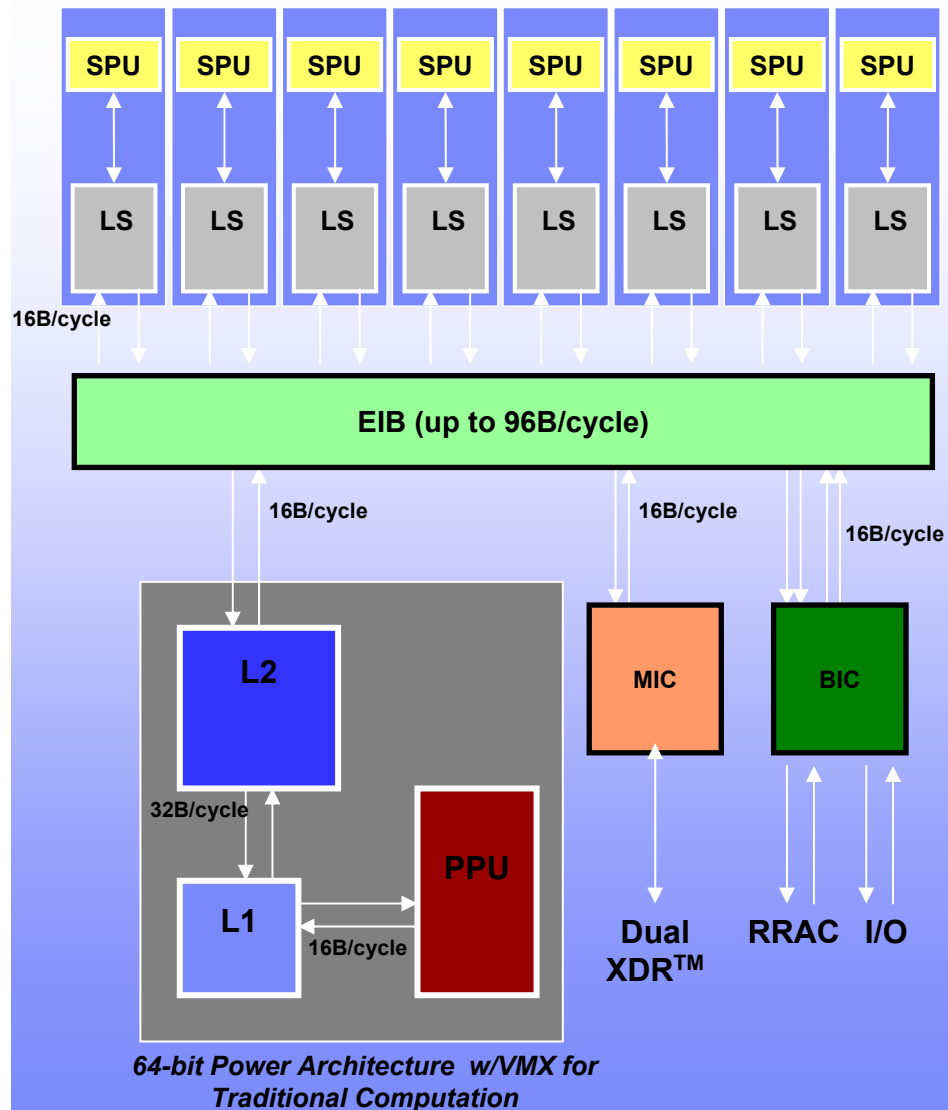 SPU SPU SPU SPU SPU SPU SPU SPU
LS LS LS LS LS LS LS LS
16B/cycle
EIB (up to 96B/cycle)
16B/cycle 16B/cycle
16B/cycle
L2 MIC BIC
32B/cycle
PPU
L1
16B/cycle
Dual RRAC I/O
XDR™
64-bit Power Architecture w/VMX for
Traditional Computation